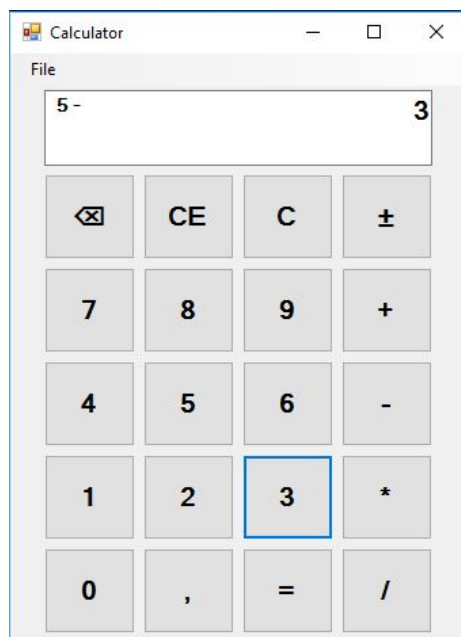 Calculator
File
5 - 3
⌫ CE C ±
7 8 9 +
4 5 6 -
1 2 3 *
0 , = /